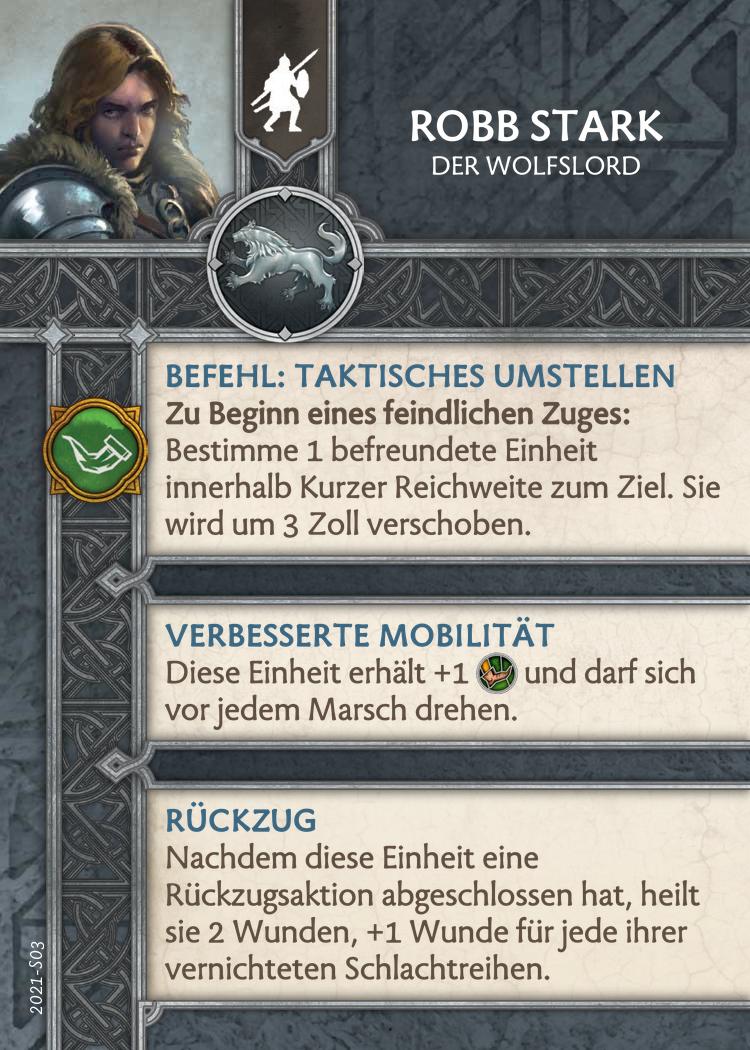 ROBB STARK
DER WOLFSLORD
BEFEHL: TAKTISCHES UMSTELLEN
Zu Beginn eines feindlichen Zuges:
Bestimme 1 befreundete Einheit
innerhalb Kurzer Reichweite zum Ziel. Sie
wird um 3 Zoll verschoben.
VERBESSERTE MOBILITÄT
Diese Einheit erhält +1 und darf sich
vor jedem Marsch drehen.
RÜCKZUG
Nachdem diese Einheit eine
Rückzugsaktion abgeschlossen hat, heilt
sie 2 Wunden, +1 Wunde für jede ihrer
vernichteten Schlachtreihen.
2021-S03